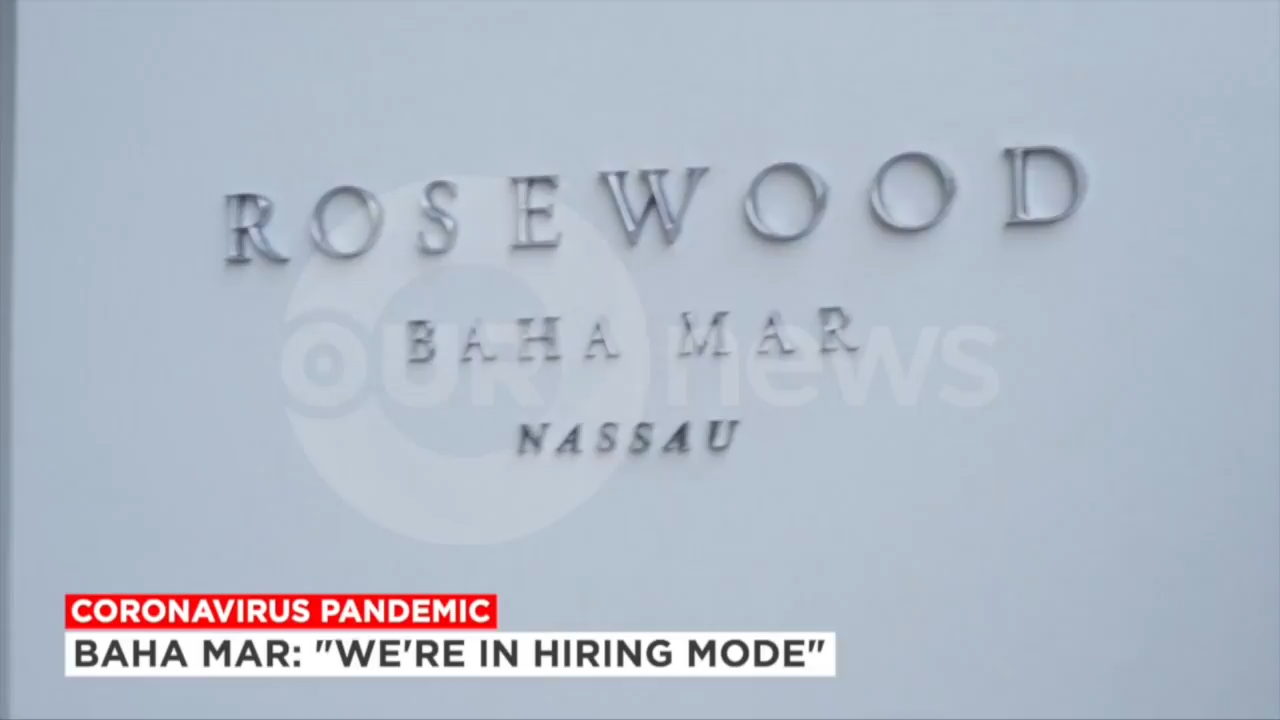 ROSEWOOD
BAHA MAR
NASSAU
OUR news
CORONAVIRUS PANDEMIC
BAHA MAR: "WE'RE IN HIRING MODE"